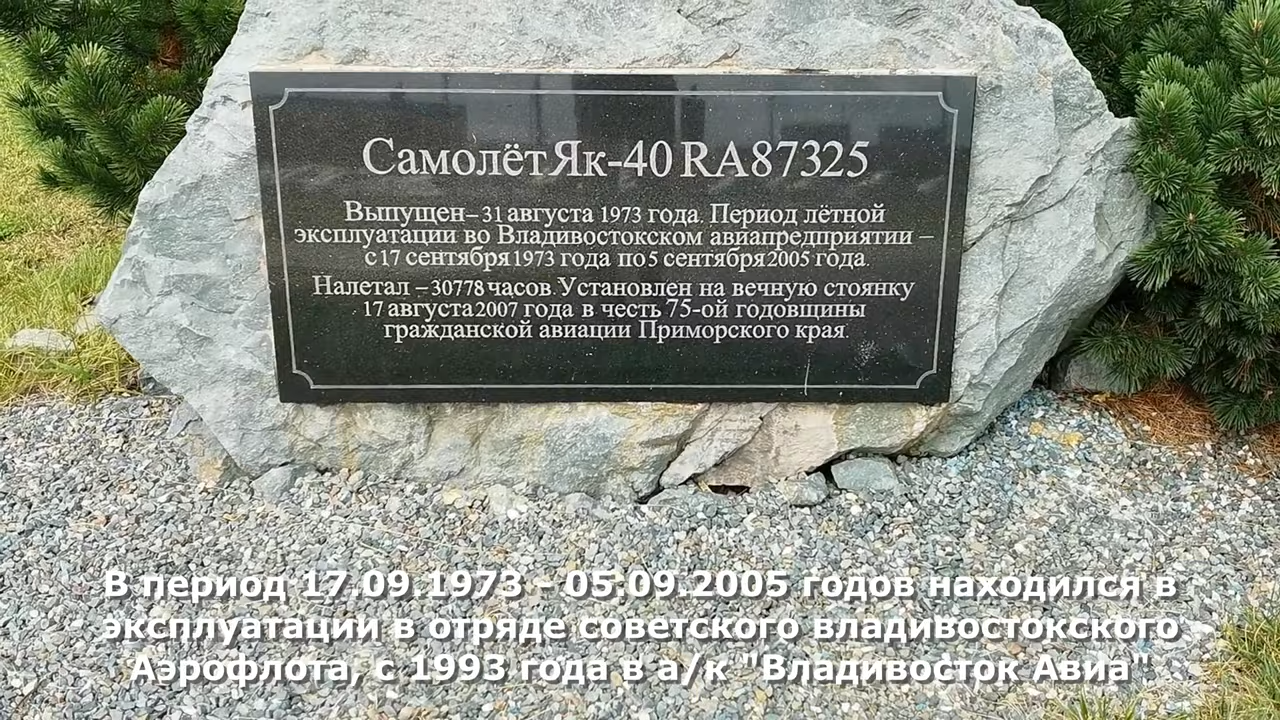 Самолёт Як-40 RA87325
Выпущен – 31 августа 1973 года. Период лётной
эксплуатации во Владивостокском авиапредприятии –
с 17 сентября 1973 года по 5 сентября 2005 года.
Налетал – 30778 часов. Установлен на вечную стоянку
17 августа 2007 года в честь 75-ой годовщины
гражданской авиации Приморского края.
В период 17.09.1973 - 05.09.2005 годов находился в
эксплуатации в отряде советского владивостокского
Аэрофлота, с 1993 года в а/к "Владивосток Авиа"